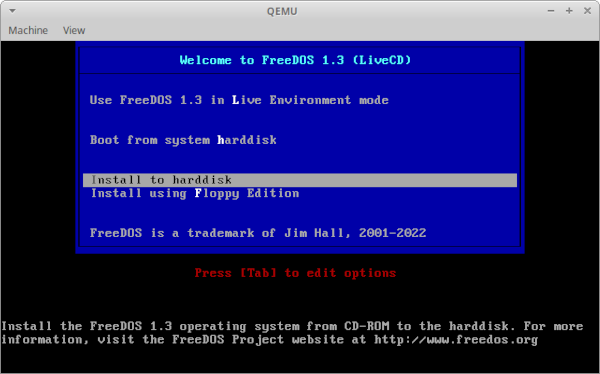 QEMU
Machine View
Welcome to FreeDOS 1.3 (LiveCD)
Use FreeDOS 1.3 in Live Environment mode
Boot from system harddisk
Install to harddisk
Install using Floppy Edition
FreeDOS is a trademark of Jim Hall, 2001-2022
Press [Tab] to edit options
Install the FreeDOS 1.3 operating system from CD-ROM to the harddisk. For more
information, visit the FreeDOS Project website at http://www.freedos.org